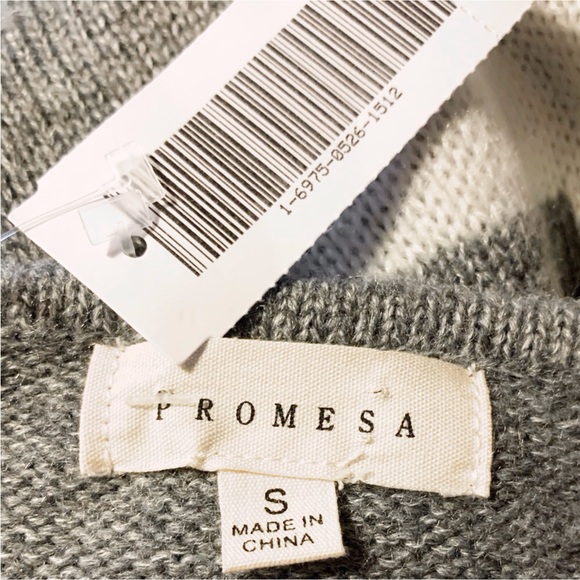 1-6975-0526-1512
PROMESA
S
MADE IN
CHINA